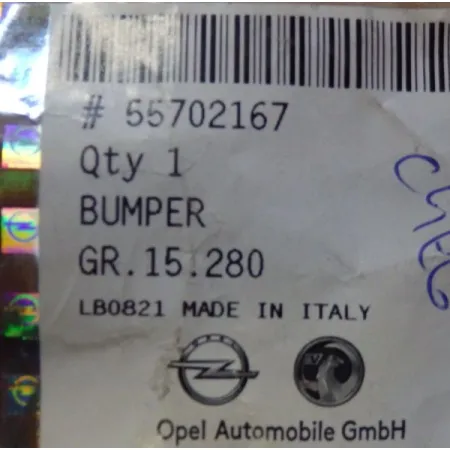 # 55702167
Qty 1
BUMPER
GR.15.280
LB0821 MADE IN ITALY
Opel Automobile GmbH